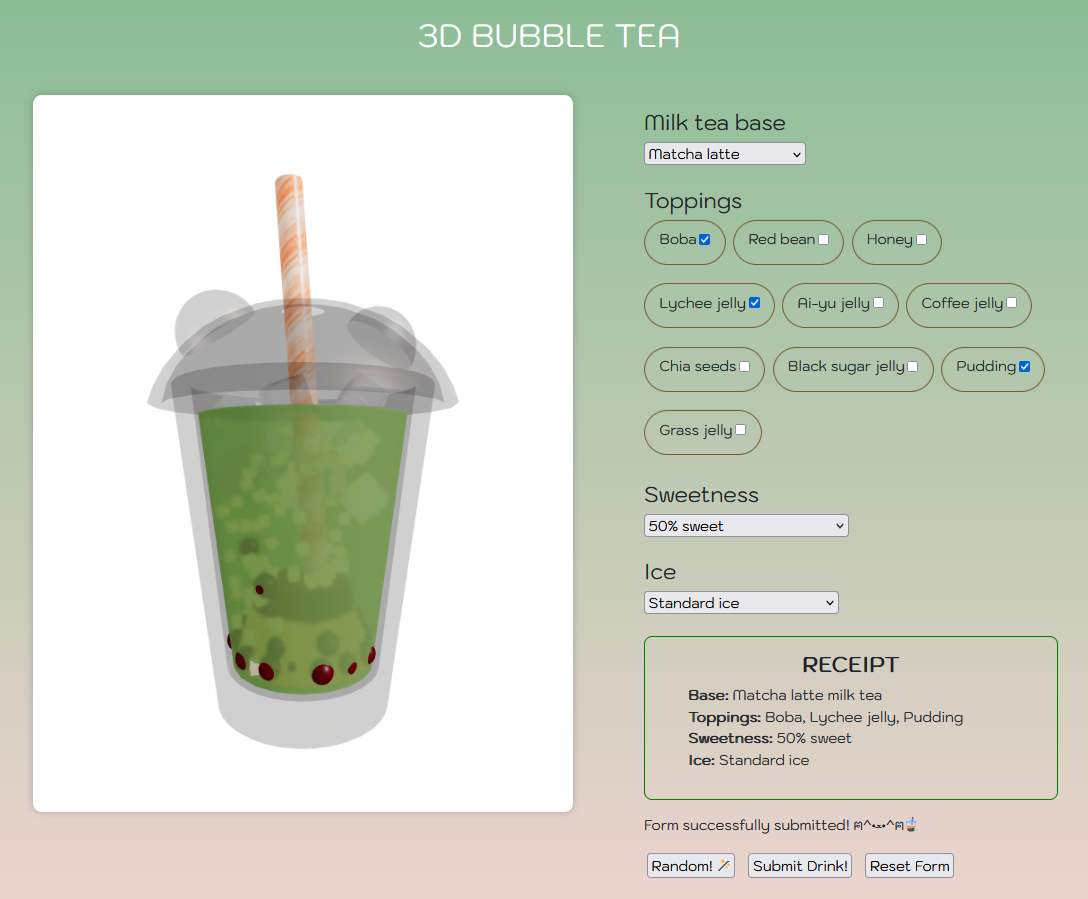 3D BUBBLE TEA
Milk tea base
Matcha latte
Toppings
Boba Red bean Honey
Lychee jelly Ai-yu jelly Coffee jelly
Chia seeds Black sugar jelly Pudding
Grass jelly
Sweetness
50% sweet
Ice
Standard ice
RECEIPT
Base: Matcha latte milk tea
Toppings: Boba, Lychee jelly, Pudding
Sweetness: 50% sweet
Ice: Standard ice
Form successfully submitted! ฅ^•ﻌ•^ฅ🧋
Random! 🪄 Submit Drink! Reset Form